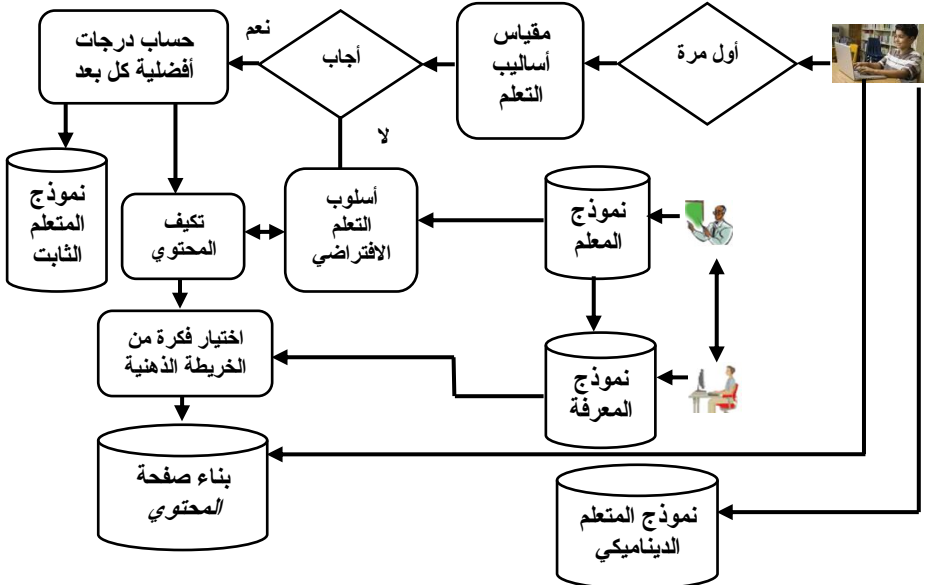 أول مرة
مقياس
أساليب
التعلم
أجاب
نعم
حساب درجات
أفضلية كل بعد
لا
نموذج
المتعلم
الثابت
تكيف
المحتوي
أسلوب
التعلم
الافتراضي
نموذج
المعلم
اختيار فكرة من
الخريطة الذهنية
نموذج
المعرفة
بناء صفحة
المحتوي
نموذج المتعلم
الديناميكي